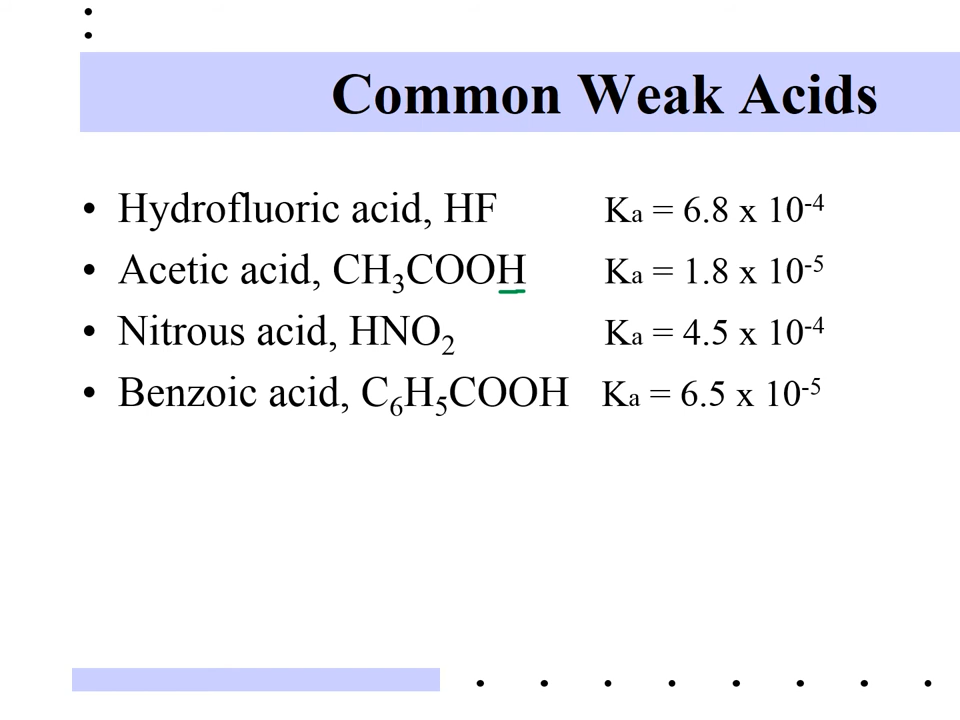 Common Weak Acids
• Hydrofluoric acid, HF Ka = 6.8 x 10⁻⁴
• Acetic acid, CH₃COOH Ka = 1.8 x 10⁻⁵
• Nitrous acid, HNO₂ Ka = 4.5 x 10⁻⁴
• Benzoic acid, C₆H₅COOH Ka = 6.5 x 10⁻⁵